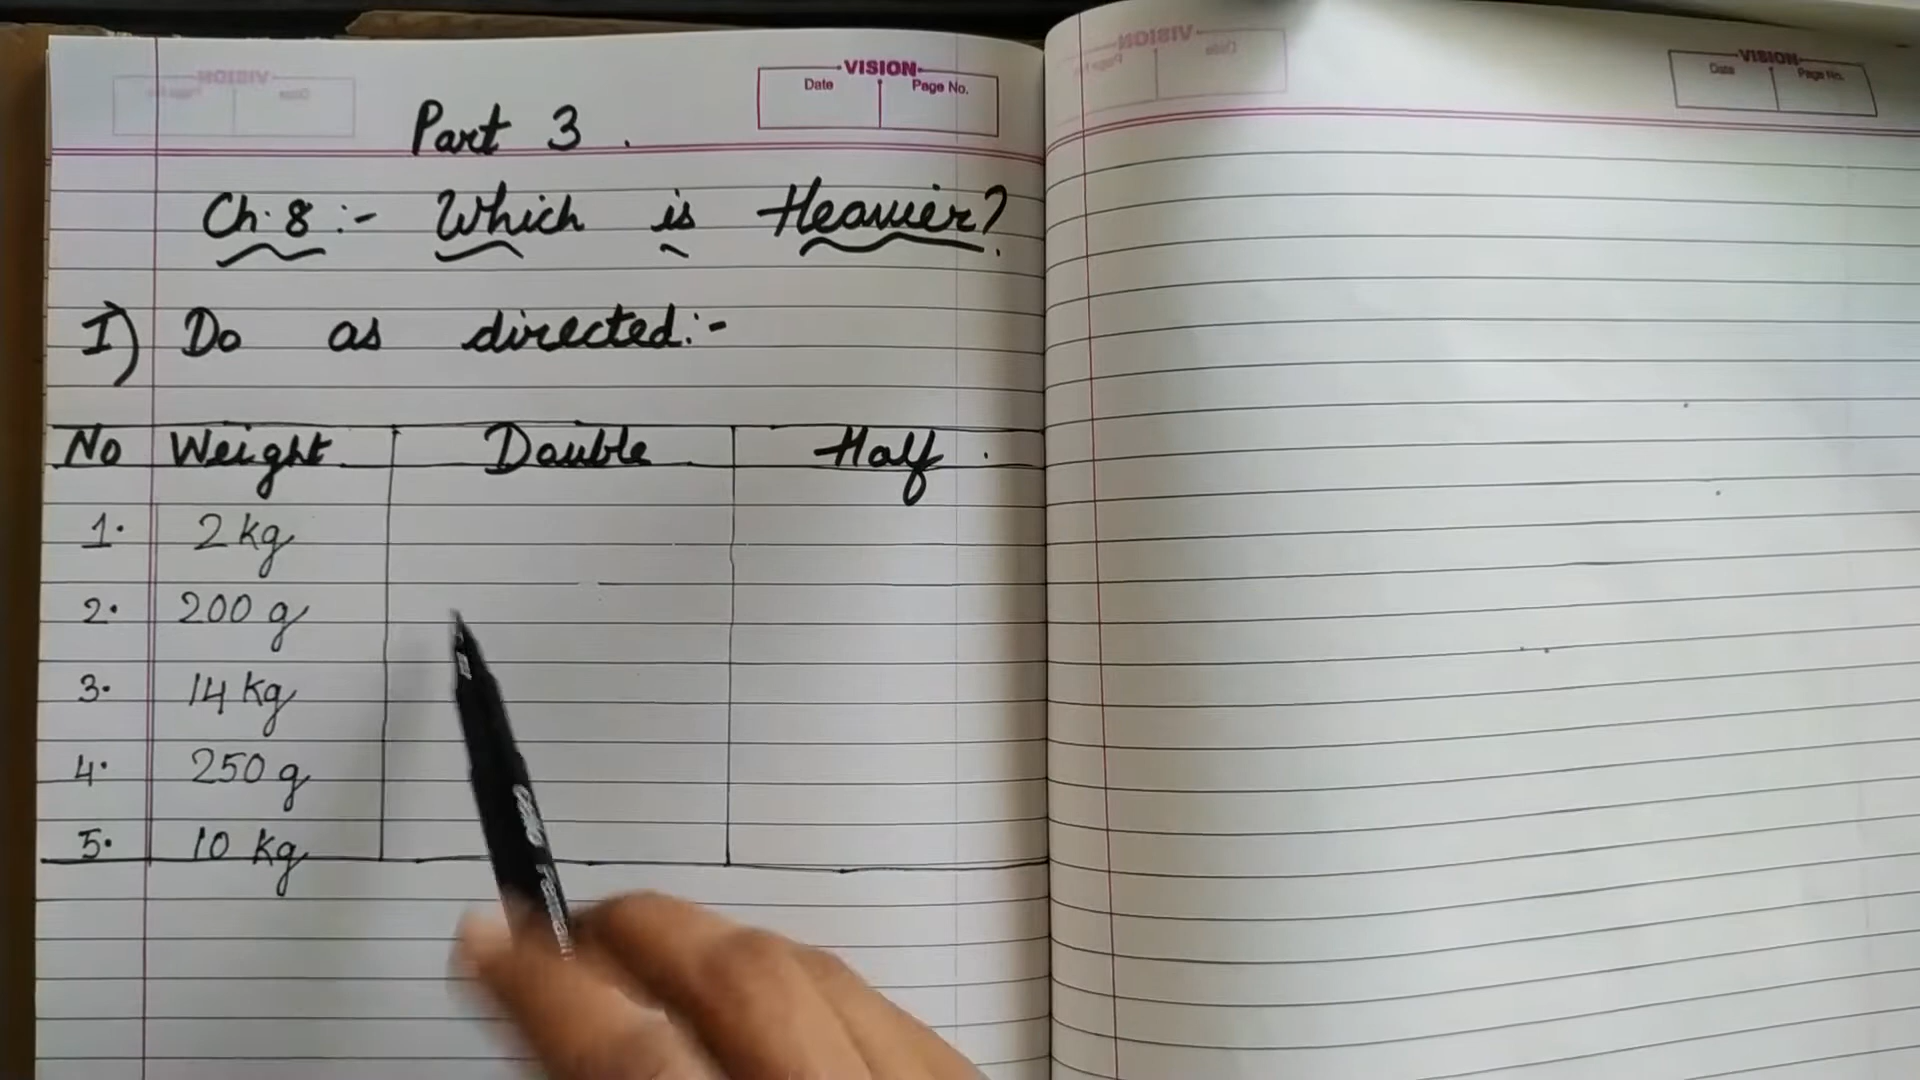 VISION
Date Page No.
Part 3.
Ch.8:- Which is Heavier?
I) Do as directed:-
No Weight Double Half.
1. 2 kg
2. 200 g
3. 14 kg
4. 250 g
5. 10 kg
VISION
Date Page No.